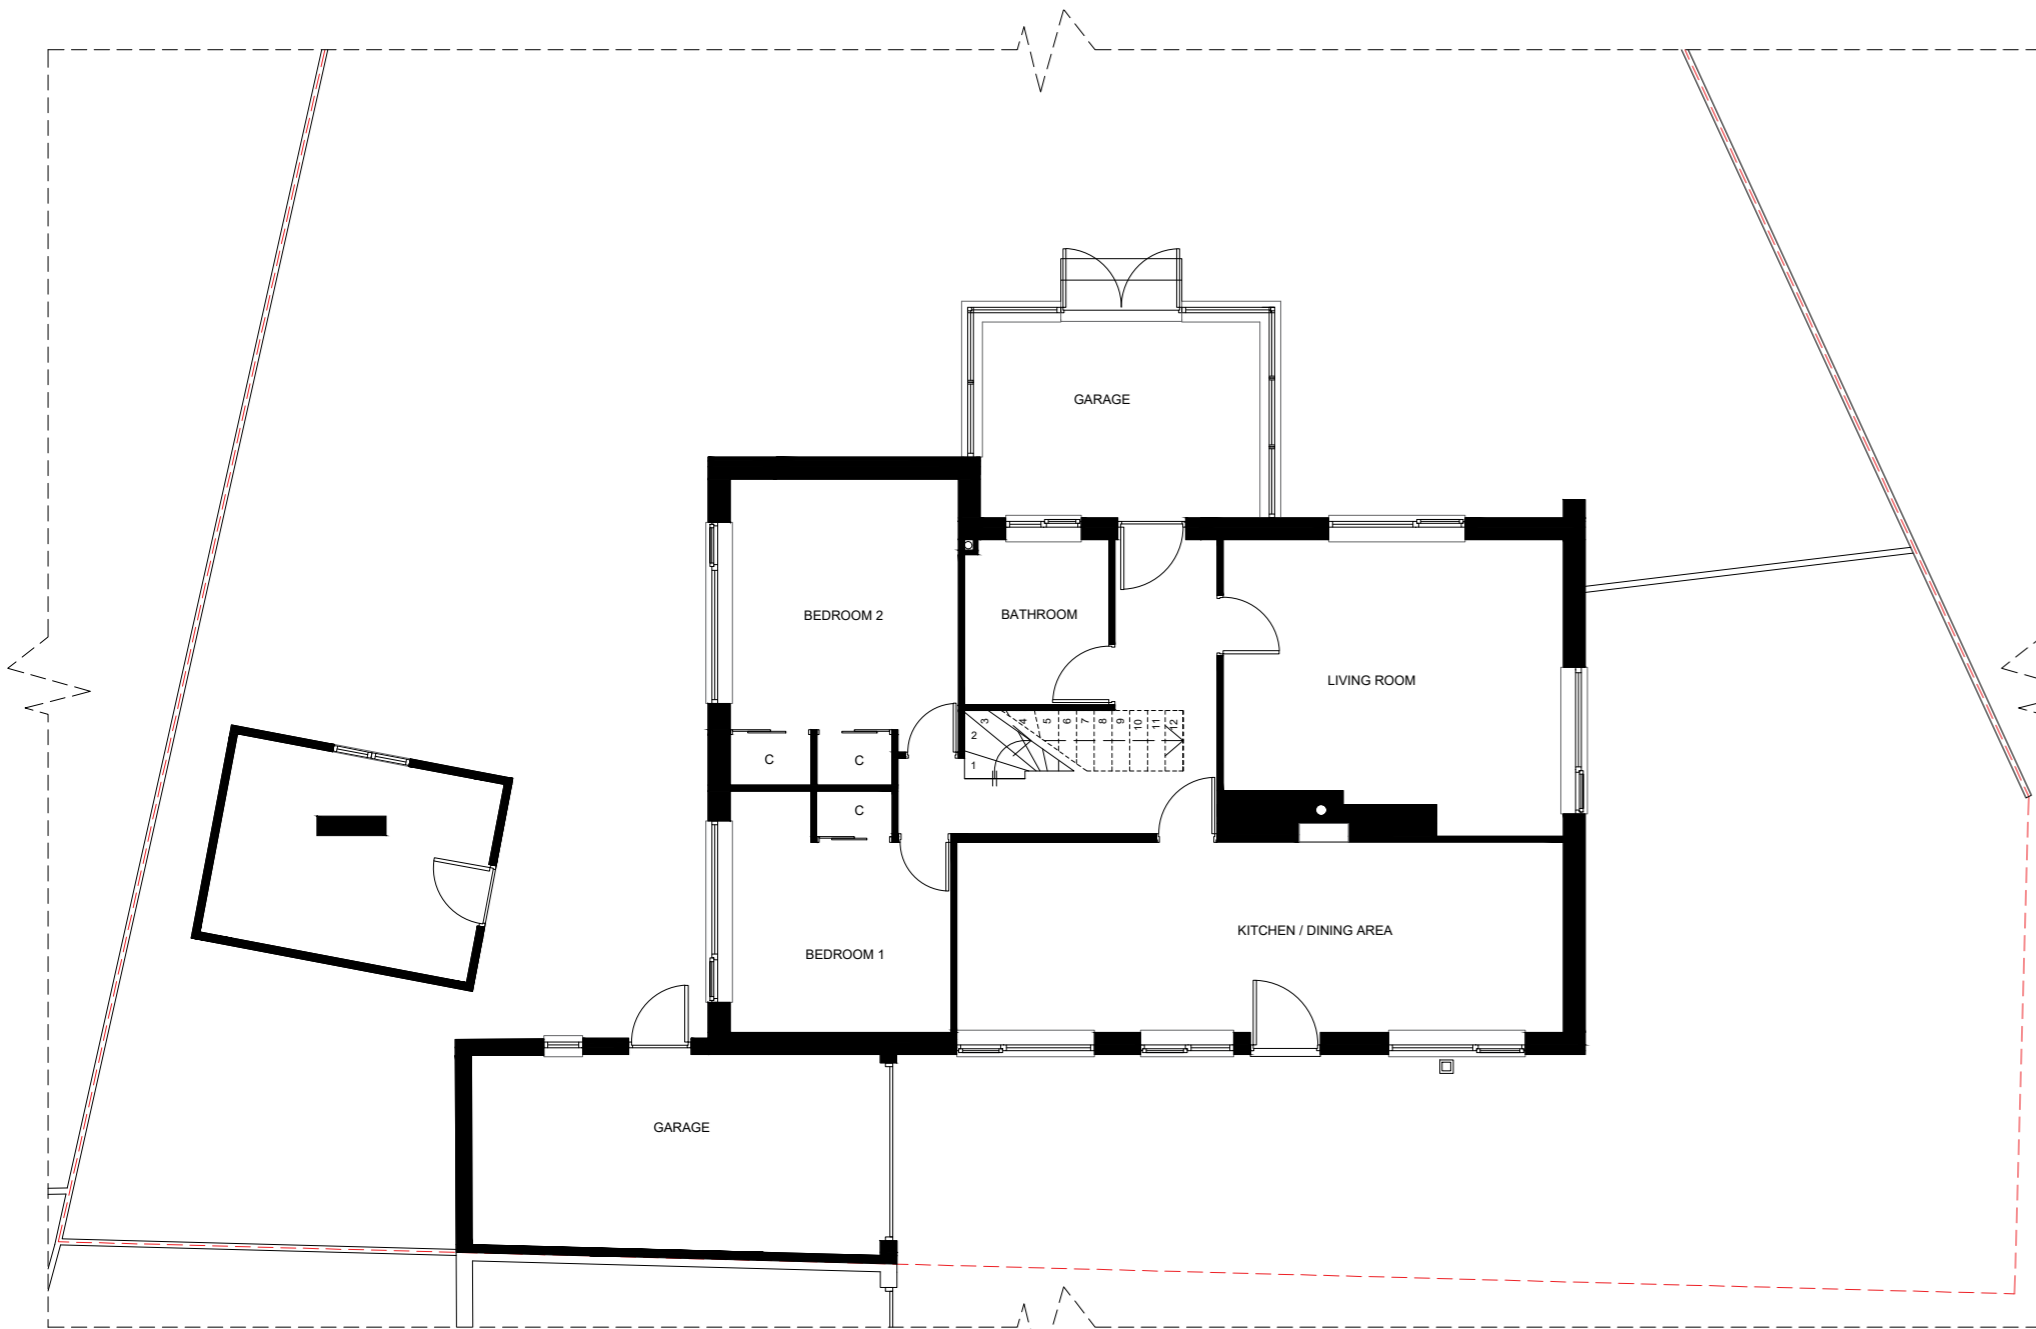 GARAGE
BEDROOM 2
BATHROOM
LIVING ROOM
3 4 5 6 7 8 9 10 11 12
2
1
C
C
C
KITCHEN / DINING AREA
BEDROOM 1
GARAGE